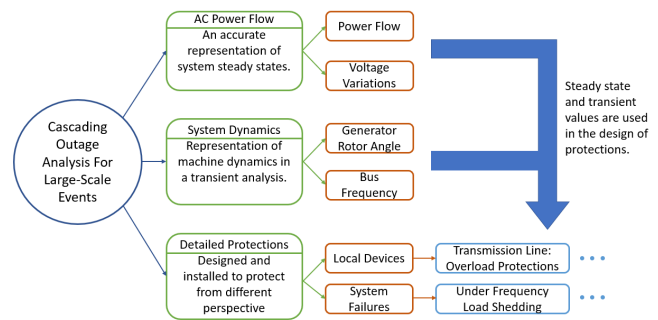 Cascading
Outage
Analysis For
Large-Scale
Events
AC Power Flow
An accurate
representation of
system steady states.
Power Flow
Voltage
Variations
System Dynamics
Representation of
machine dynamics in
a transient analysis.
Generator
Rotor Angle
Bus
Frequency
Detailed Protections
Designed and
installed to protect
from different
perspective
Local Devices
System
Failures
Transmission Line:
Overload Protections
Under Frequency
Load Shedding
Steady state
and transient
values are used
in the design of
protections.